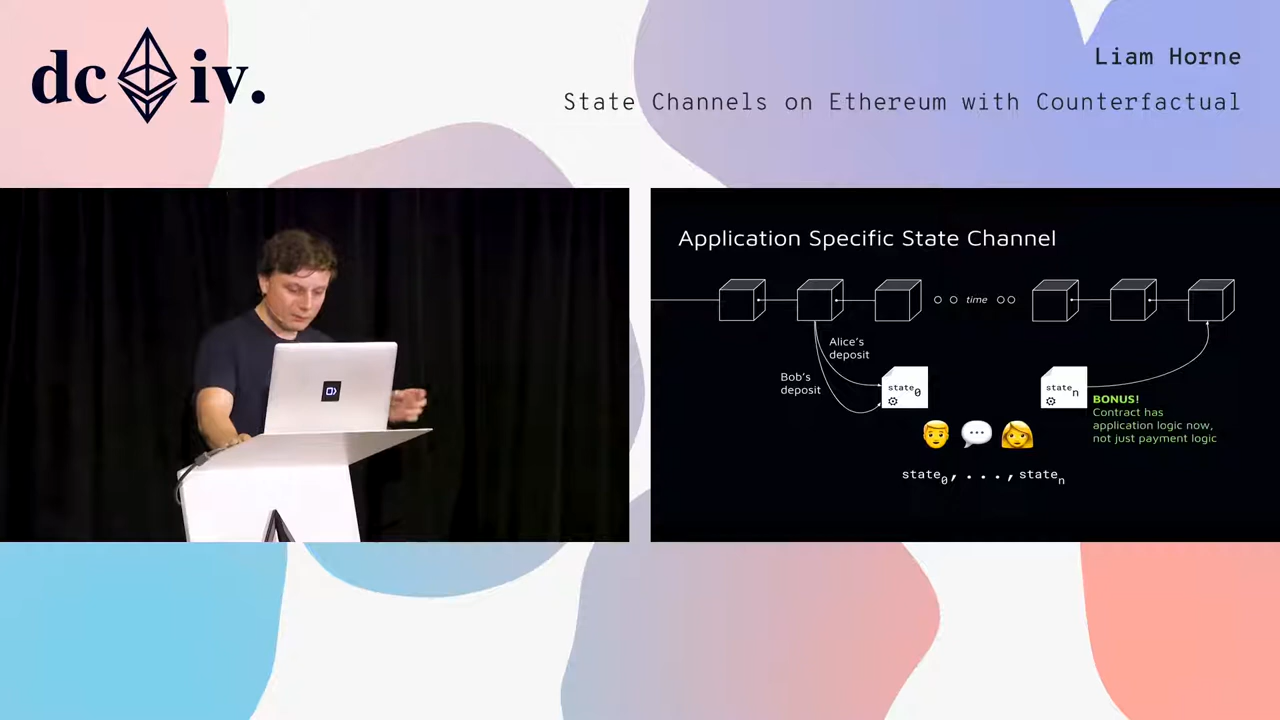 dc iv.
Liam Horne
State Channels on Ethereum with Counterfactual
Application Specific State Channel
time
Alice's
deposit
Bob's
deposit
state0
staten
BONUS!
Contract has
application logic now,
not just payment logic
state0, ..., staten